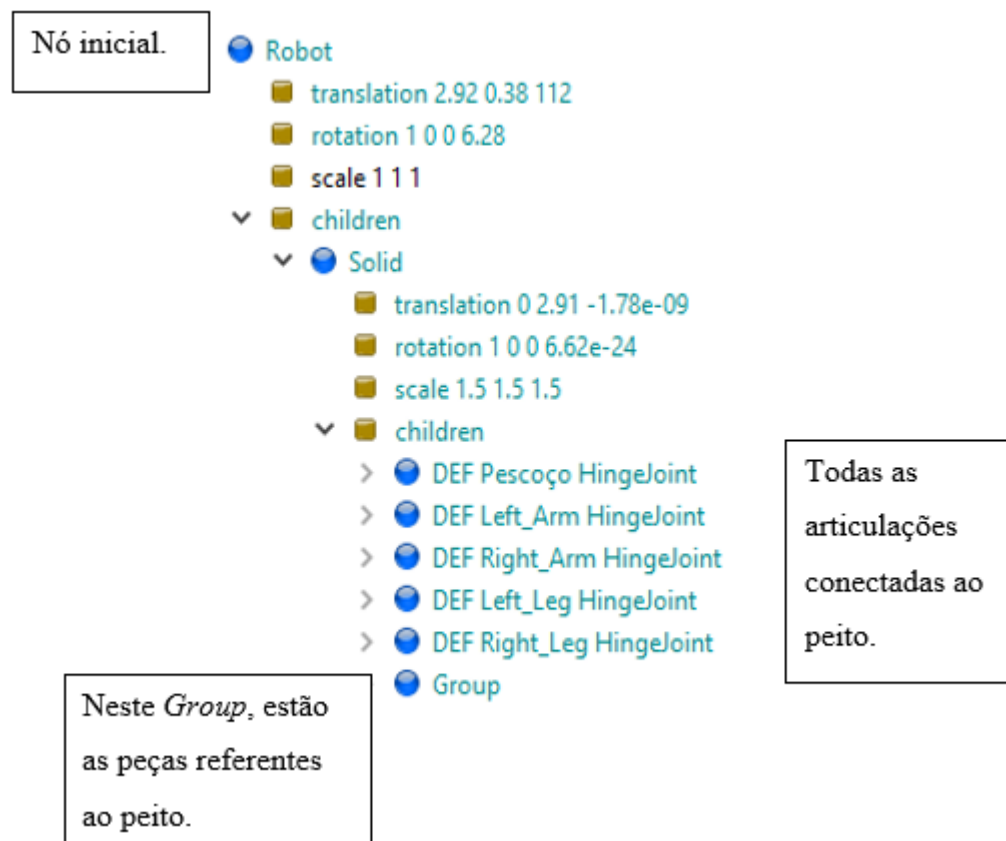 Nó inicial.
Robot
translation 2.92 0.38 112
rotation 1 0 0 6.28
scale 1 1 1
children
Solid
translation 0 2.91 -1.78e-09
rotation 1 0 0 6.62e-24
scale 1.5 1.5 1.5
children
DEF Pescoço HingeJoint
DEF Left_Arm HingeJoint
DEF Right_Arm HingeJoint
DEF Left_Leg HingeJoint
DEF Right_Leg HingeJoint
Group
Todas as
articulações
conectadas ao
peito.
Neste Group, estão
as peças referentes
ao peito.